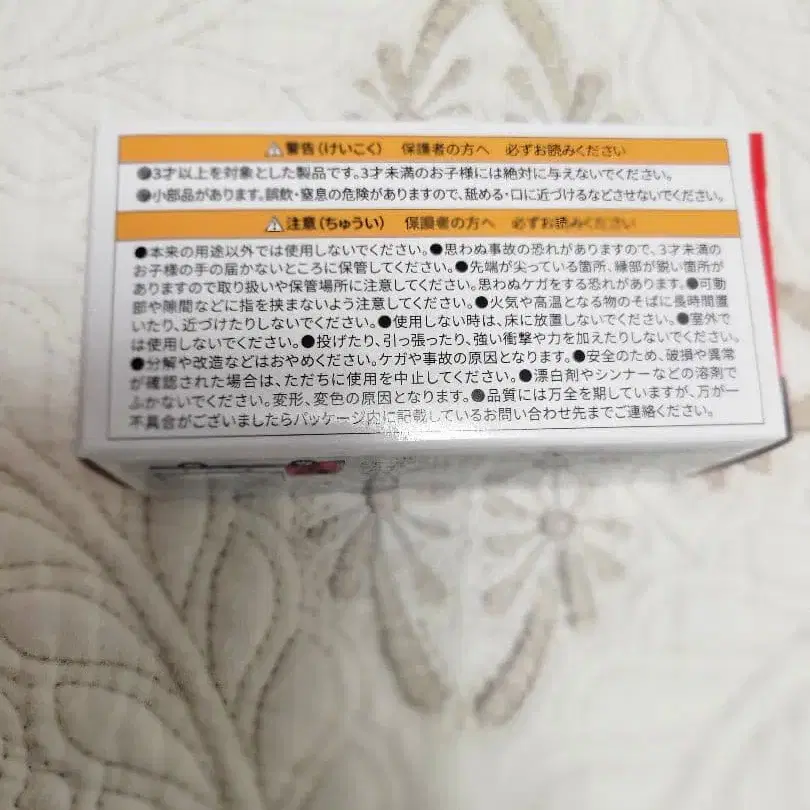 ⚠警告(けいこく) 保護者の方へ 必ずお読みください
●3才以上を対象とした製品です。3才未満のお子様には絶対に与えないでください。
●小部品があります。誤飲・窒息の危険がありますので、舐める・口に近づけるなどさせないでください。
⚠注意(ちゅうい) 保護者の方へ 必ずお読みください
●本来の用途以外では使用しないでください。●思わぬ事故の恐れがありますので、3才未満の
お子様の手の届かないところに保管してください。●先端が尖っている箇所、縁部が鋭い箇所が
ありますので取り扱いや保管場所に注意してください。思わぬケガをする恐れがあります。●可動
部や隙間などに指を挟まないよう注意してください。●火気や高温となる物のそばに長時間置
いたり、近づけたりしないでください。●使用しない時は、床に放置しないでください。●室外で
は使用しないでください。●投げたり、引っ張ったり、強い衝撃や力を加えたりしないでください。
●分解や改造などはおやめください。ケガや事故の原因となります。●安全のため、破損や異常
が確認された場合は、ただちに使用を中止してください。●漂白剤やシンナーなどの溶剤で
ふかないでください。変形、変色の原因となります。●品質には万全を期していますが、万が一
不具合がございましたらパッケージ内に記載しているお問い合わせ先までご連絡ください。